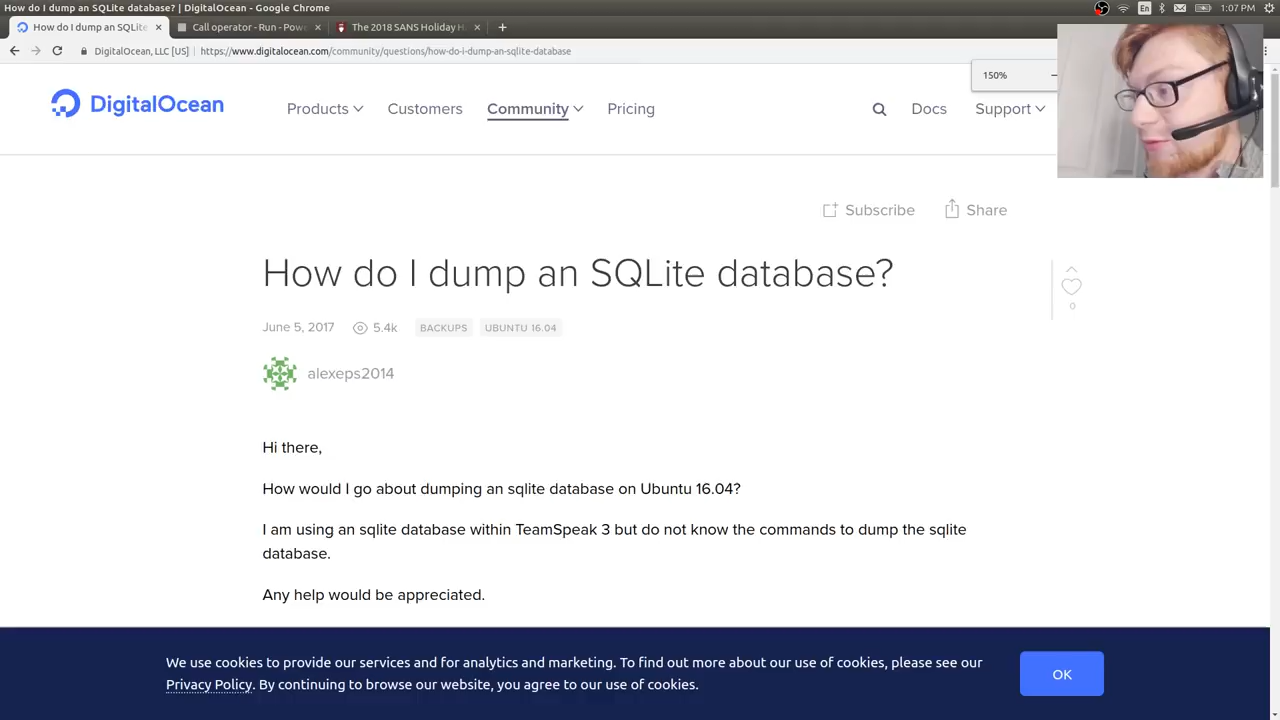 How do I dump an SQLite database? | DigitalOcean - Google Chrome
En
1:07 PM
How do I dump an SQLite
Call operator - Run - Pow
The 2018 SANS Holiday H
DigitalOcean, LLC [US]
https://www.digitalocean.com/community/questions/how-do-i-dump-an-sqlite-database
150%
DigitalOcean
Products
Customers
Community
Pricing
Docs
Support
Subscribe
Share
How do I dump an SQLite database?
0
June 5, 2017
5.4k
BACKUPS
UBUNTU 16.04
alexeps2014
Hi there,
How would I go about dumping an sqlite database on Ubuntu 16.04?
I am using an sqlite database within TeamSpeak 3 but do not know the commands to dump the sqlite
database.
Any help would be appreciated.
We use cookies to provide our services and for analytics and marketing. To find out more about our use of cookies, please see our
Privacy Policy. By continuing to browse our website, you agree to our use of cookies.
OK